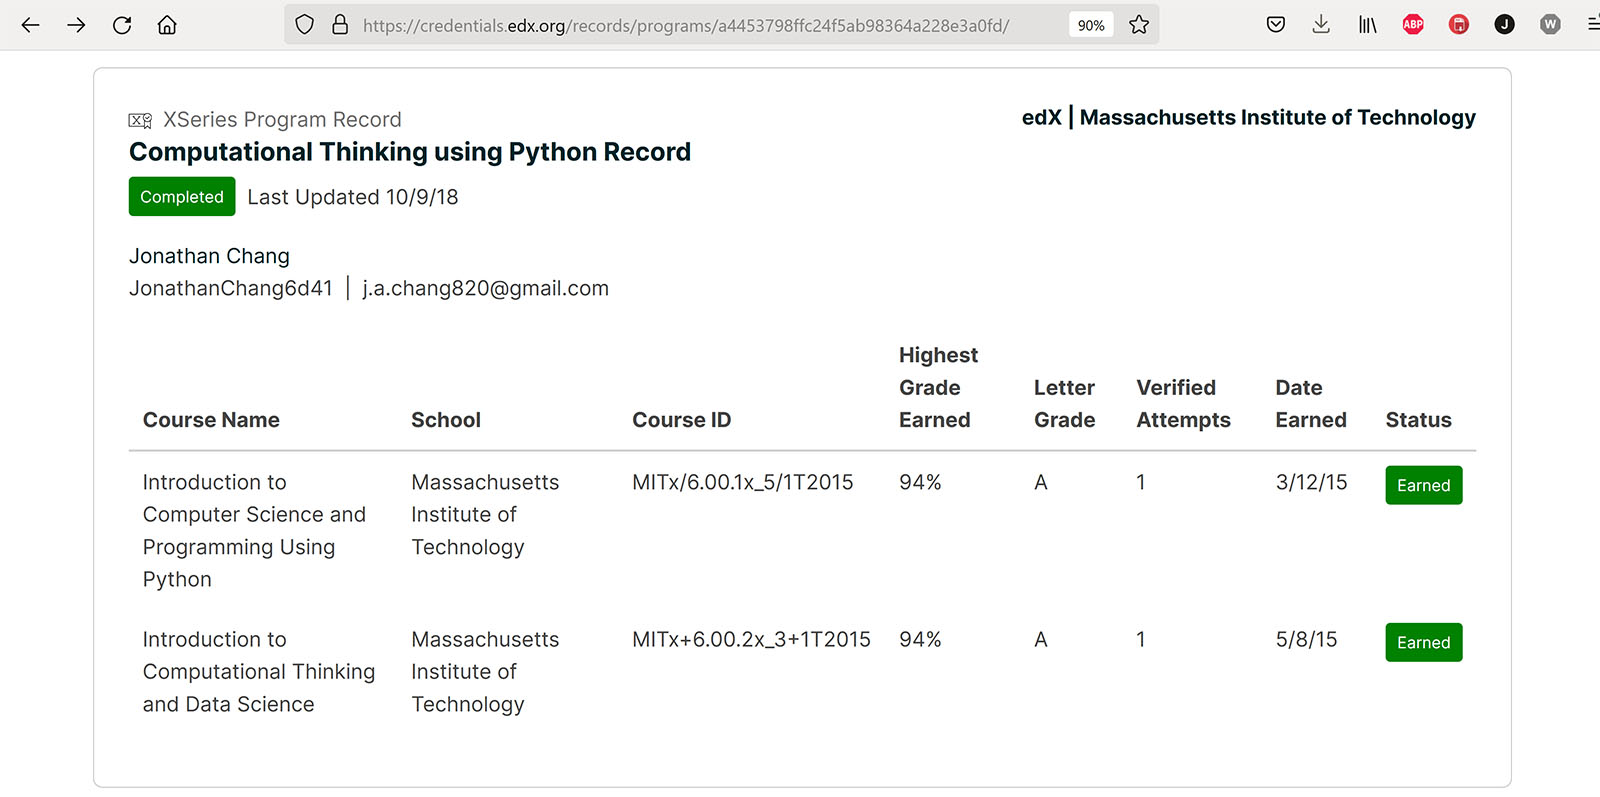 https://credentials.edx.org/records/programs/a4453798ffc24f5ab98364a228e3a0fd/ 90% ABP J W
XSeries Program Record
edX | Massachusetts Institute of Technology
Computational Thinking using Python Record
Completed Last Updated 10/9/18
Jonathan Chang
JonathanChang6d41 | j.a.chang820@gmail.com
Highest
Grade Letter Verified Date
Course Name School Course ID Earned Grade Attempts Earned Status
Introduction to Massachusetts MITx/6.00.1x_5/1T2015 94% A 1 3/12/15 Earned
Computer Science and Institute of
Programming Using Technology
Python
Introduction to Massachusetts MITx+6.00.2x_3+1T2015 94% A 1 5/8/15 Earned
Computational Thinking Institute of
and Data Science Technology